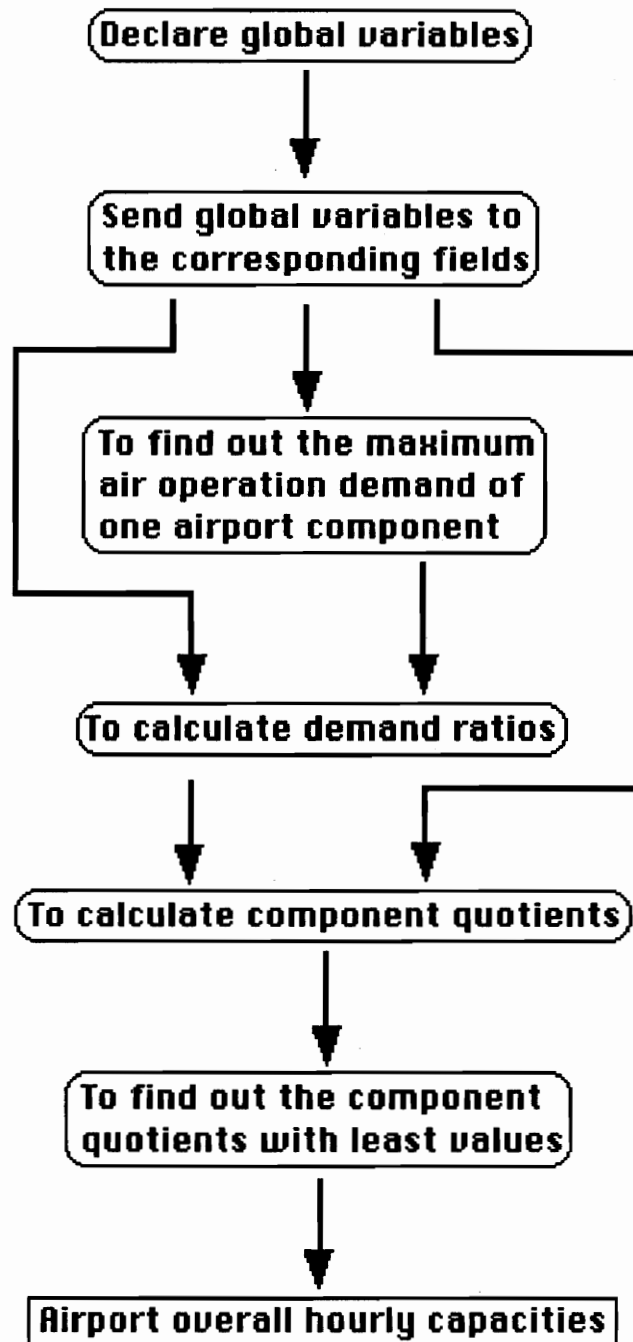 Declare global variables
Send global variables to
the corresponding fields
To find out the maximum
air operation demand of
one airport component
To calculate demand ratios
To calculate component quotients
To find out the component
quotients with least values
Airport overall hourly capacities